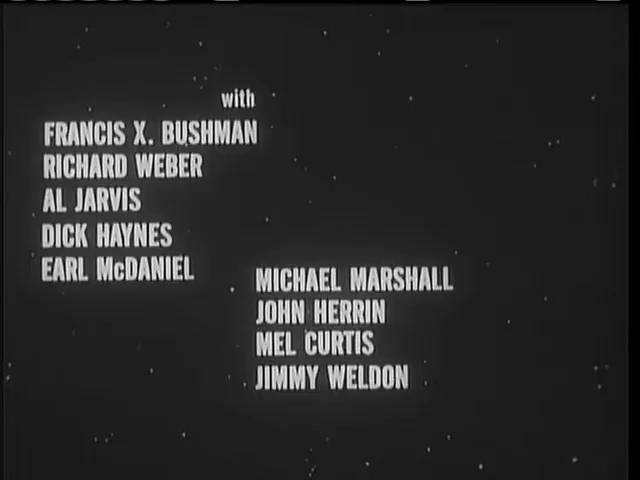 with
FRANCIS X. BUSHMAN
RICHARD WEBER
AL JARVIS
DICK HAYNES
EARL McDANIEL
MICHAEL MARSHALL
JOHN HERRIN
MEL CURTIS
JIMMY WELDON